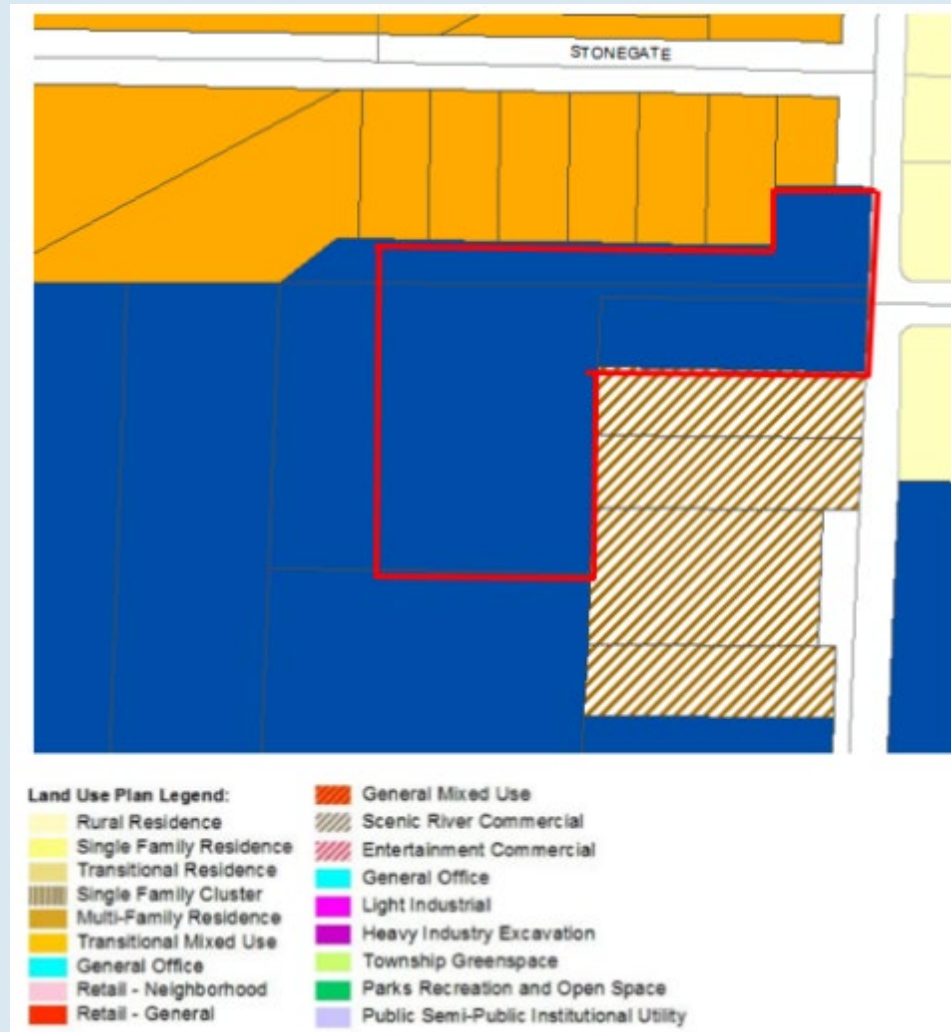 STONEGATE
Land Use Plan Legend:
Rural Residence
Single Family Residence
Transitional Residence
Single Family Cluster
Multi-Family Residence
Transitional Mixed Use
General Office
Retail - Neighborhood
Retail - General
General Mixed Use
Scenic River Commercial
Entertainment Commercial
General Office
Light Industrial
Heavy Industry Excavation
Township Greenspace
Parks Recreation and Open Space
Public Semi-Public Institutional Utility